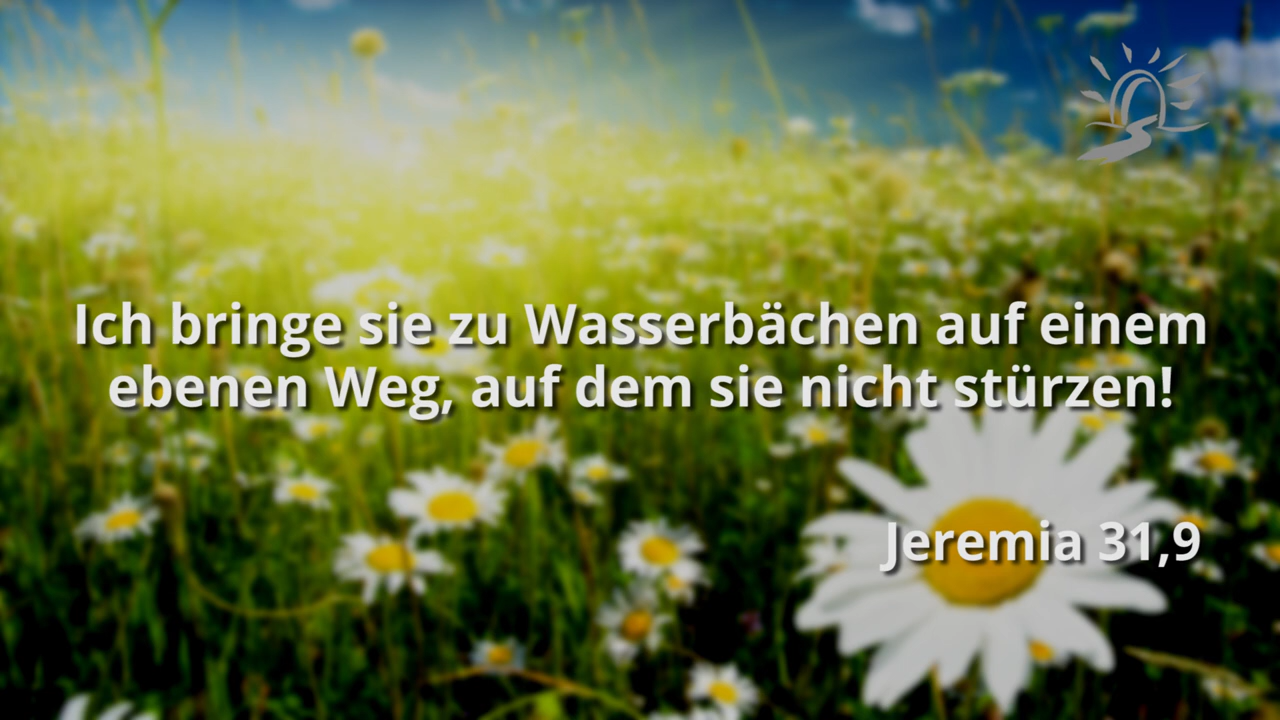 Ich bringe sie zu Wasserbächen auf einem
ebenen Weg, auf dem sie nicht stürzen!
Jeremia 31,9